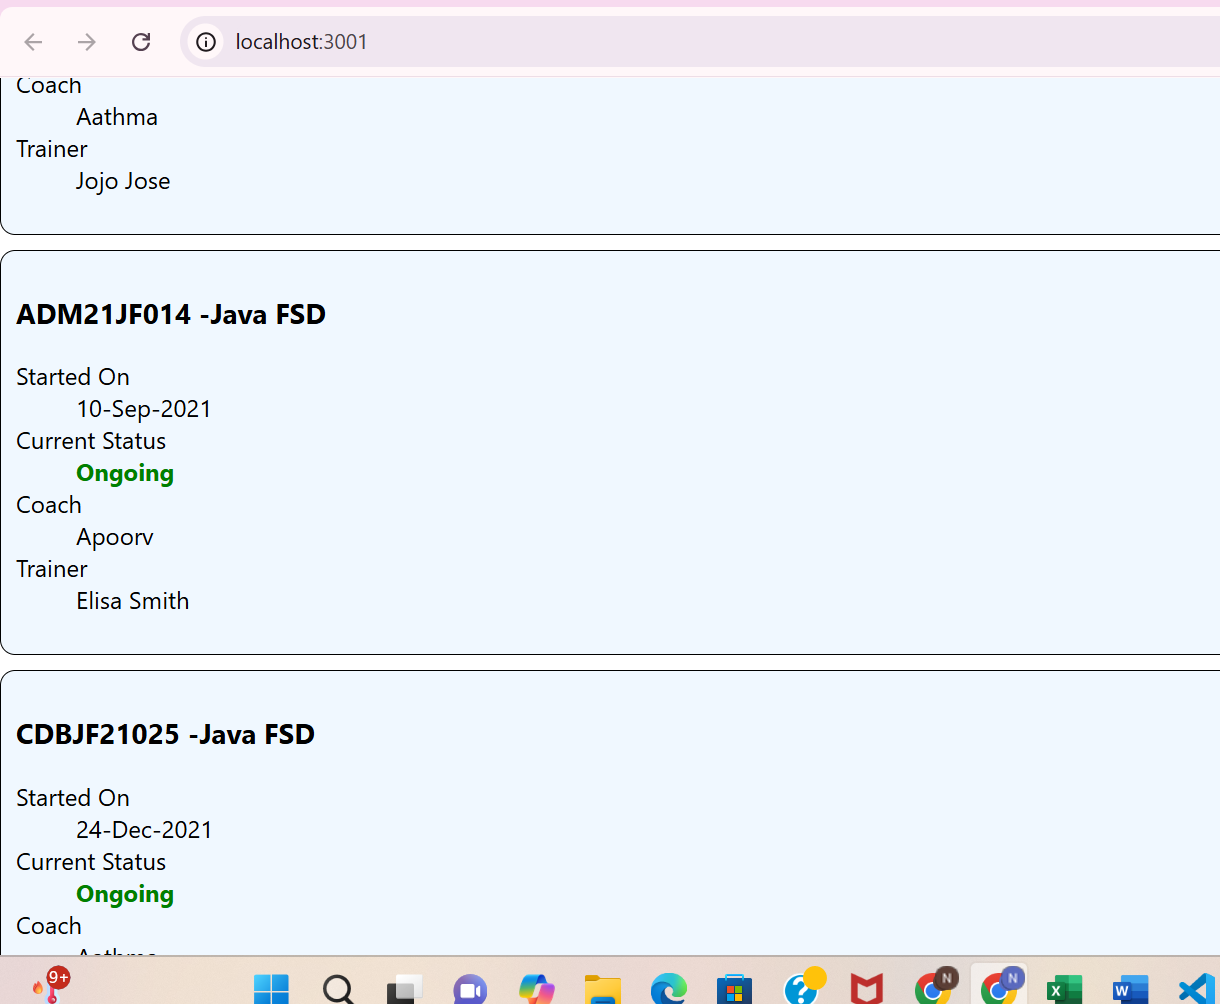 localhost:3001
Coach
Aathma
Trainer
Jojo Jose
ADM21JF014 -Java FSD
Started On
10-Sep-2021
Current Status
Ongoing
Coach
Apoorv
Trainer
Elisa Smith
CDBJF21025 -Java FSD
Started On
24-Dec-2021
Current Status
Ongoing
Coach
Aathma
9+
N
N
X
W